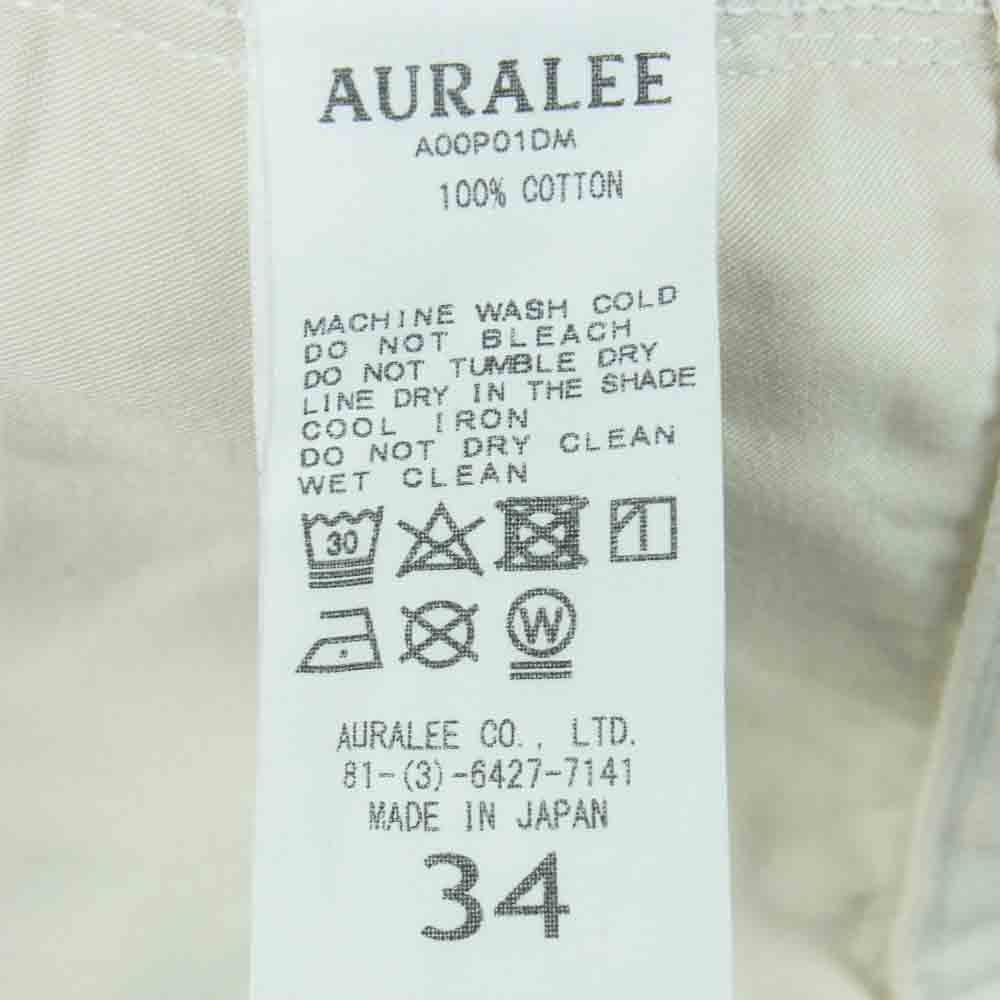 AURALEE
A00P01DM
100% COTTON
MACHINE WASH COLD
DO NOT BLEACH
DO NOT TUMBLE DRY
LINE DRY IN THE SHADE
COOL IRON
DO NOT DRY CLEAN
WET CLEAN
30
W
AURALEE CO., LTD.
81-(3)-6427-7141
MADE IN JAPAN
34